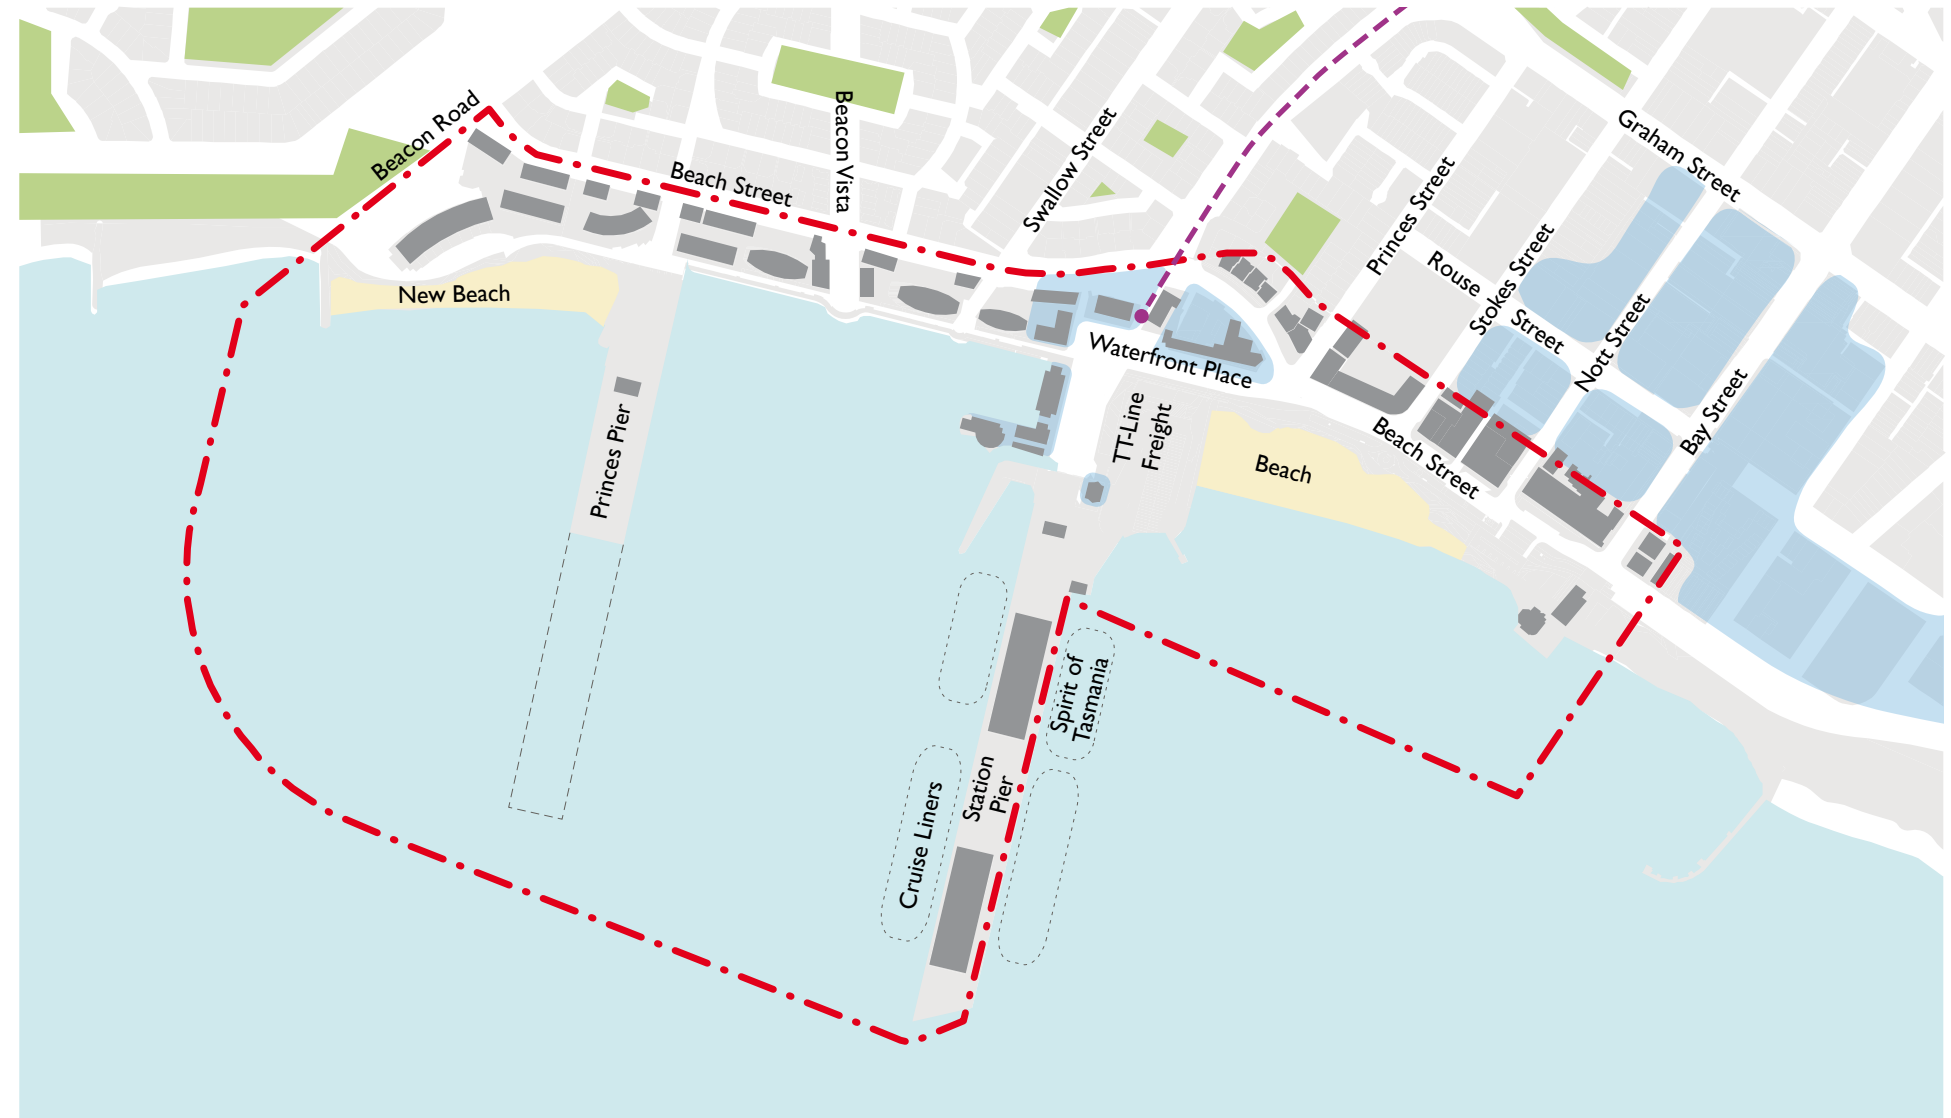 Beacon Road
Beach Street
Beacon Vista
Swallow Street
Princes Street
Graham Street
Rouse
Street
Stokes Street
Nott Street
Bay Street
New Beach
Waterfront Place
TT-Line
Freight
Beach
Beach Street
Princes Pier
Spirit of
Tasmania
Station
Pier
Cruise Liners